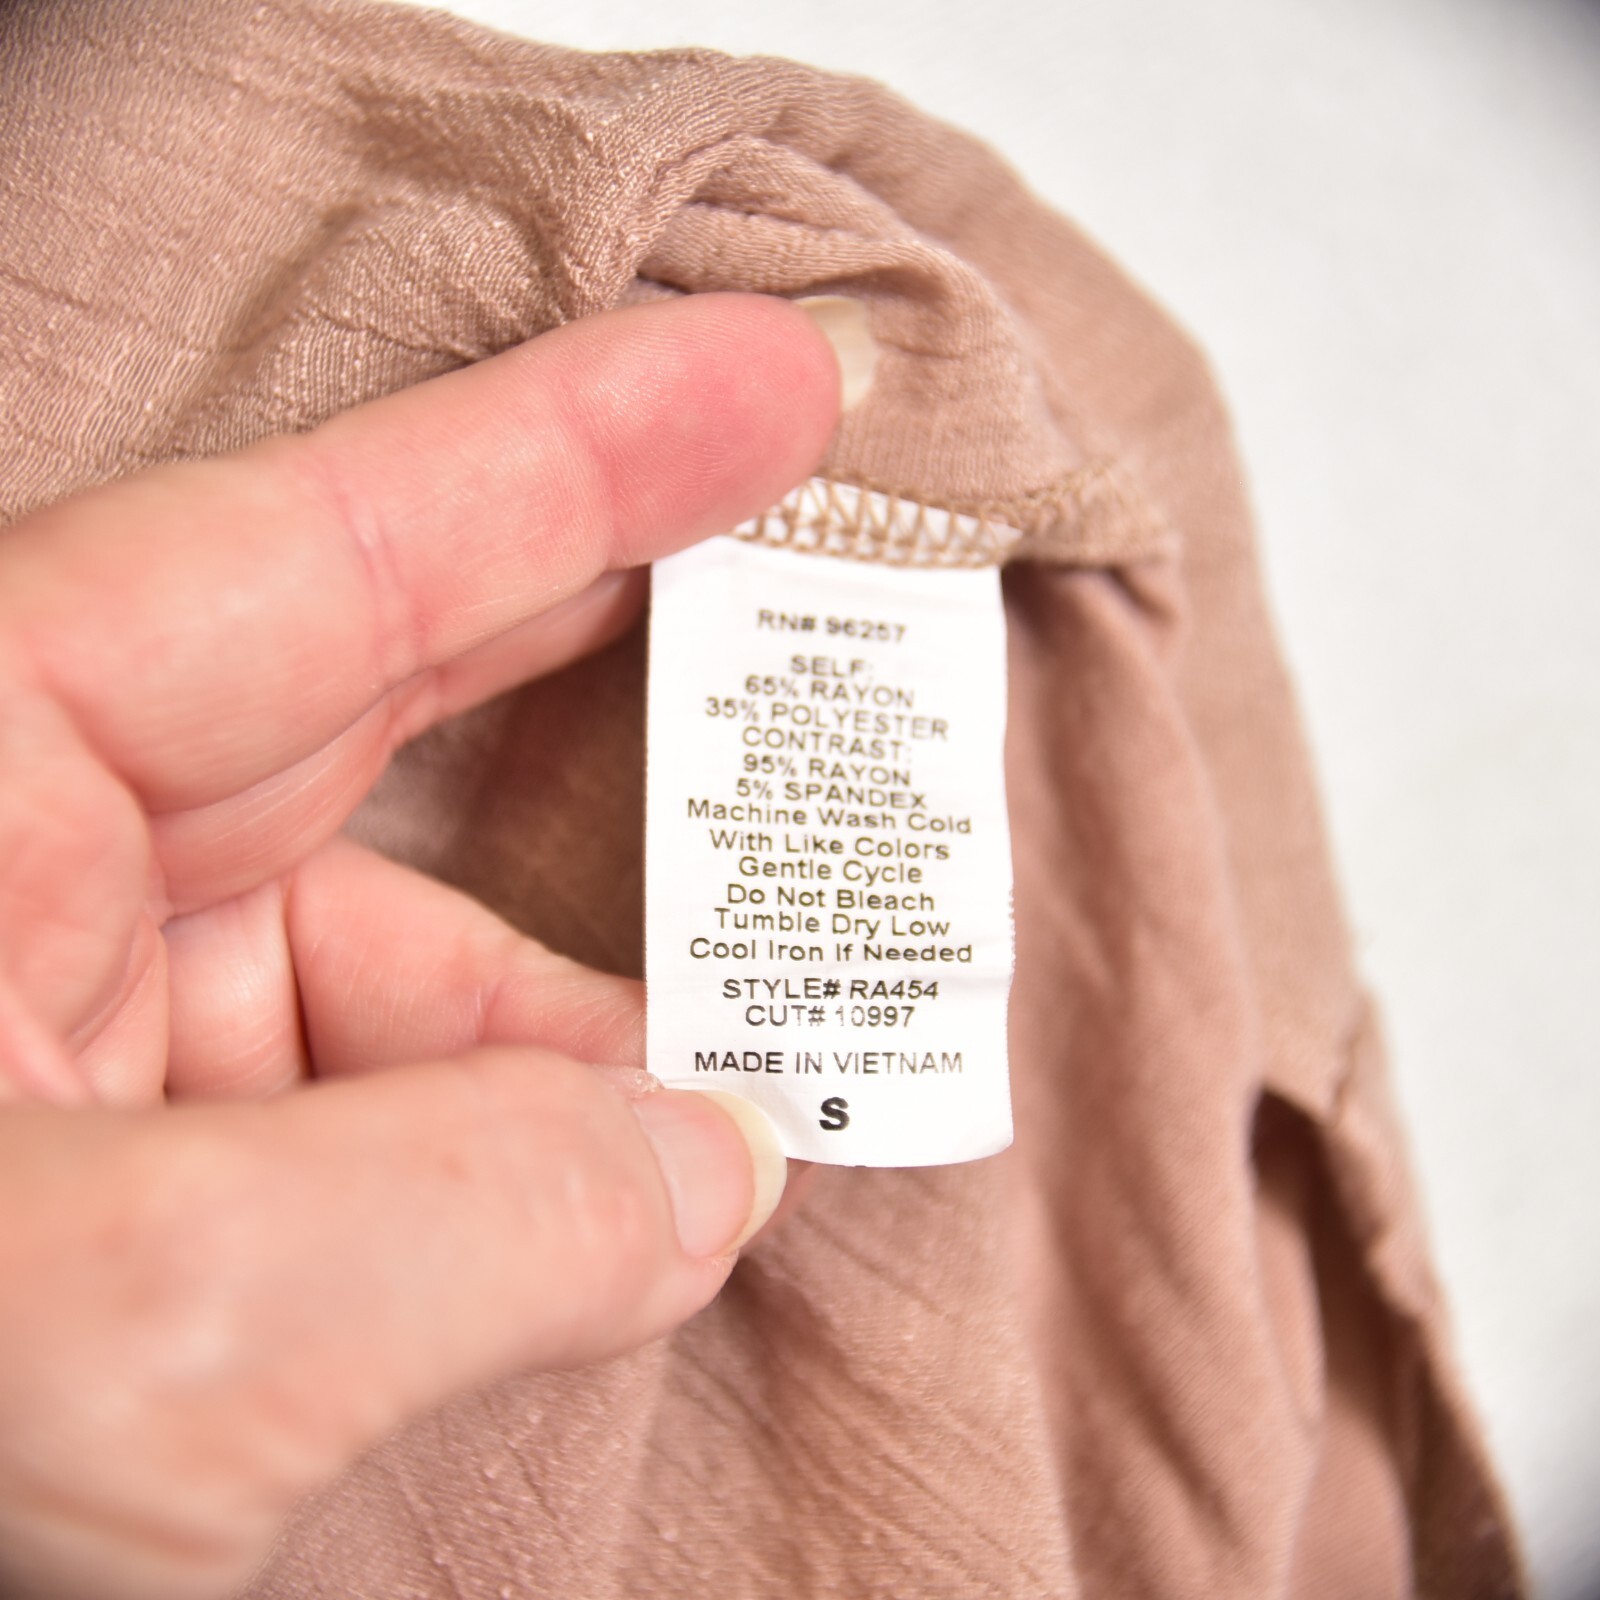 RN# 96257
SELF:
65% RAYON
35% POLYESTER
CONTRAST:
95% RAYON
5% SPANDEX
Machine Wash Cold
With Like Colors
Gentle Cycle
Do Not Bleach
Tumble Dry Low
Cool Iron If Needed
STYLE# RA454
CUT# 10997
MADE IN VIETNAM
S